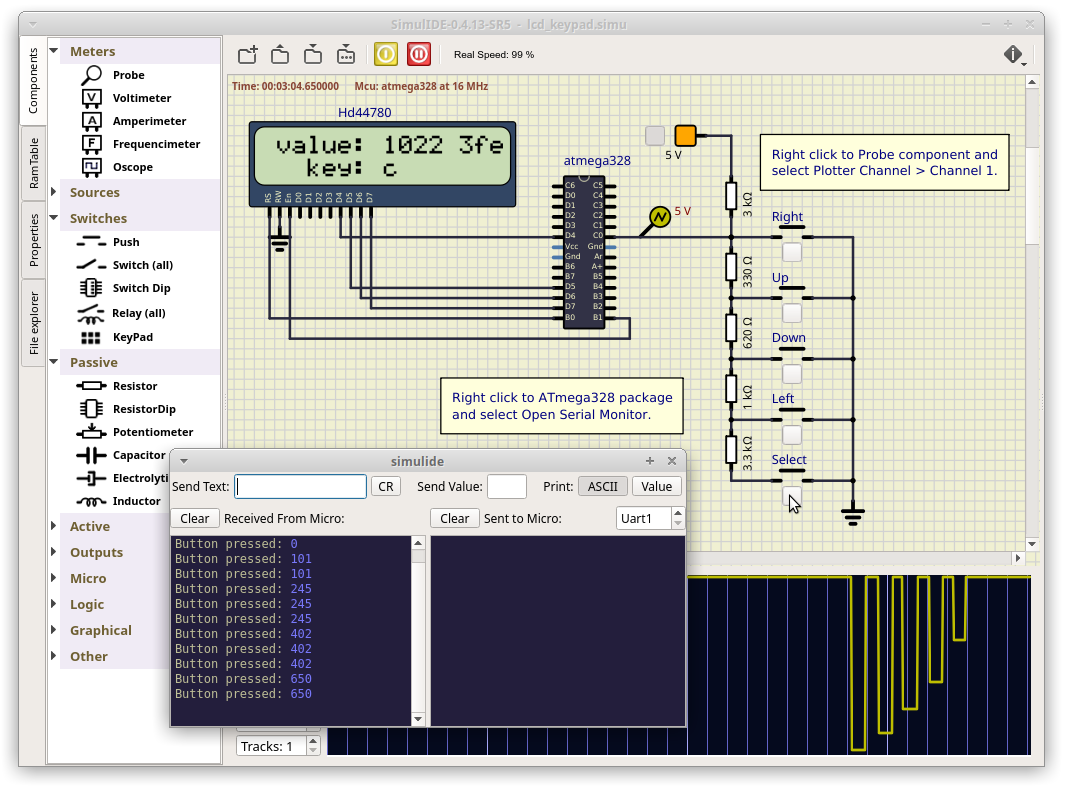 SimulIDE-0.4.13-SR5 - lcd_keypad.simu
Components
Ram Table
Properties
File explorer
Meters
Probe
Voltimeter
Amperimeter
Frequencimeter
Oscope
Sources
Switches
Push
Switch (all)
Switch Dip
Relay (all)
KeyPad
Passive
Resistor
ResistorDip
Potentiometer
Capacitor
Electrolyti
Inductor
Active
Outputs
Micro
Logic
Graphical
Other
Real Speed: 99 %
Time: 00:03:04.650000 Mcu: atmega328 at 16 MHz
Hd44780
value: 1022 3fe
key: c
RS RW En D0 D1 D2 D3 D4 D5 D6 D7
atmega328
C6 C5
D0 C4
D1 C3
D2 C2
D3 C1
D4 C0
Vcc Gnd
Gnd Ar
B6 A+
B7 B5
D5 B4
D6 B3
D7 B2
B0 B1
5 V
5 V
Right click to Probe component and
select Plotter Channel > Channel 1.
3 kΩ
Right
330 Ω
Up
620 Ω
Down
1 kΩ
Left
3.3 kΩ
Select
Right click to ATmega328 package
and select Open Serial Monitor.
simulide
Send Text: CR Send Value: Print: ASCII Value
Clear Received From Micro: Clear Sent to Micro: Uart1
Button pressed: 0
Button pressed: 101
Button pressed: 101
Button pressed: 245
Button pressed: 245
Button pressed: 245
Button pressed: 402
Button pressed: 402
Button pressed: 402
Button pressed: 650
Button pressed: 650
Tracks: 1